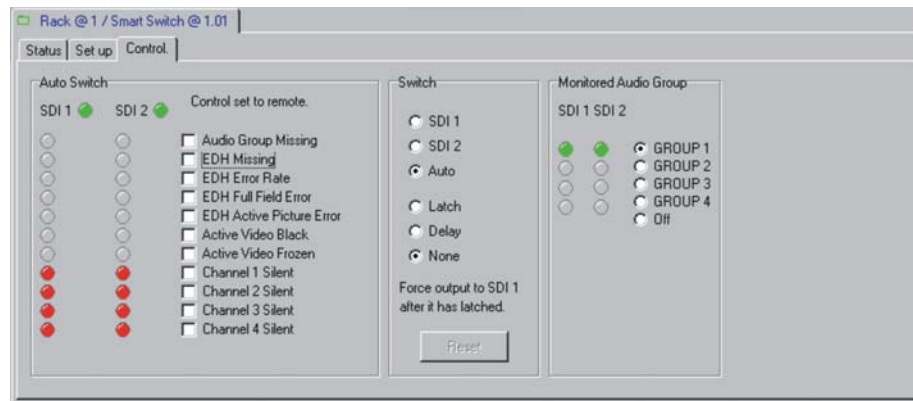 Rack @ 1 / Smart Switch @ 1.01
Status Set up Control.
Auto Switch
SDI 1 SDI 2 Control set to remote.
Audio Group Missing
EDH Missing
EDH Error Rate
EDH Full Field Error
EDH Active Picture Error
Active Video Black
Active Video Frozen
Channel 1 Silent
Channel 2 Silent
Channel 3 Silent
Channel 4 Silent
Switch
SDI 1
SDI 2
Auto
Latch
Delay
None
Force output to SDI 1
after it has latched.
Reset
Monitored Audio Group
SDI 1 SDI 2
GROUP 1
GROUP 2
GROUP 3
GROUP 4
Off